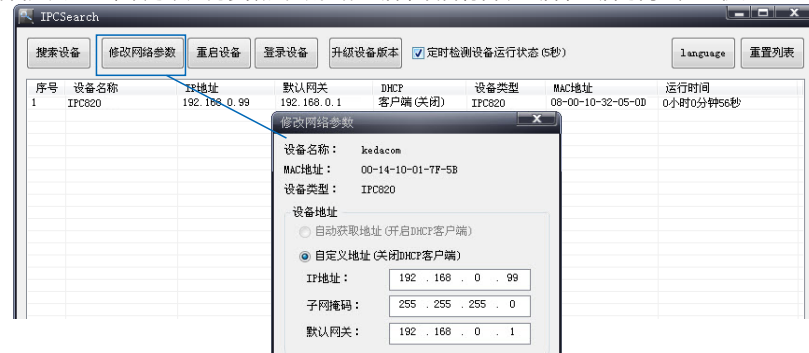 IPCSearch
搜索设备 修改网络参数 重启设备 登录设备 升级设备版本 定时检测设备运行状态(5秒) language 重置列表
序号 设备名称 IP地址 默认网关 DHCP 设备类型 MAC地址 运行时间
1 IPC820 192.168.0.99 192.168.0.1 客户端(关闭) IPC820 08-00-10-32-05-0D 0小时0分钟56秒
修改网络参数
设备名称: kedacom
MAC地址: 00-14-10-01-7F-5B
设备类型: IPC820
设备地址
自动获取地址(开启DHCP客户端)
自定义地址(关闭DHCP客户端)
IP地址: 192 . 168 . 0 . 99
子网掩码: 255 . 255 . 255 . 0
默认网关: 192 . 168 . 0 . 1